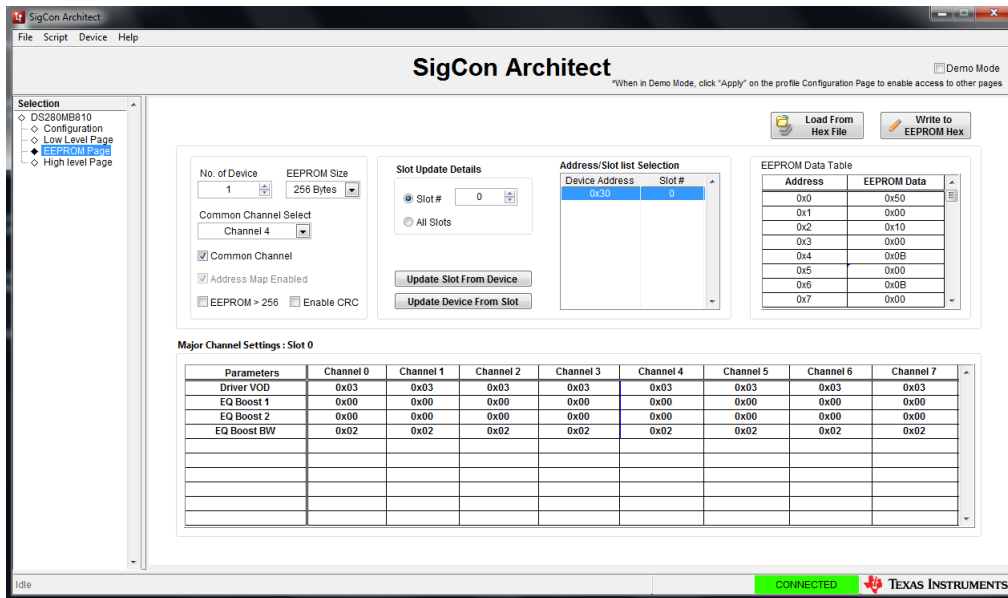 SigCon Architect
File Script Device Help
SigCon Architect
Demo Mode
*When in Demo Mode, click "Apply" on the profile Configuration Page to enable access to other pages
Selection
DS280MB810
Configuration
Low Level Page
EEPROM Page
High level Page
Load From Hex File
Write to EEPROM Hex
No. of Device EEPROM Size
1 256 Bytes
Common Channel Select
Channel 4
Common Channel
Address Map Enabled
EEPROM > 256 Enable CRC
Slot Update Details
Slot # 0
All Slots
Update Slot From Device
Update Device From Slot
Address/Slot list Selection
Device Address Slot #
0x30 0
EEPROM Data Table
Address EEPROM Data
0x0 0x50
0x1 0x00
0x2 0x10
0x3 0x00
0x4 0x0B
0x5 0x00
0x6 0x0B
0x7 0x00
Major Channel Settings : Slot 0
Parameters Channel 0 Channel 1 Channel 2 Channel 3 Channel 4 Channel 5 Channel 6 Channel 7
Driver VOD 0x03 0x03 0x03 0x03 0x03 0x03 0x03 0x03
EQ Boost 1 0x00 0x00 0x00 0x00 0x00 0x00 0x00 0x00
EQ Boost 2 0x00 0x00 0x00 0x00 0x00 0x00 0x00 0x00
EQ Boost BW 0x02 0x02 0x02 0x02 0x02 0x02 0x02 0x02
Idle
CONNECTED
TEXAS INSTRUMENTS